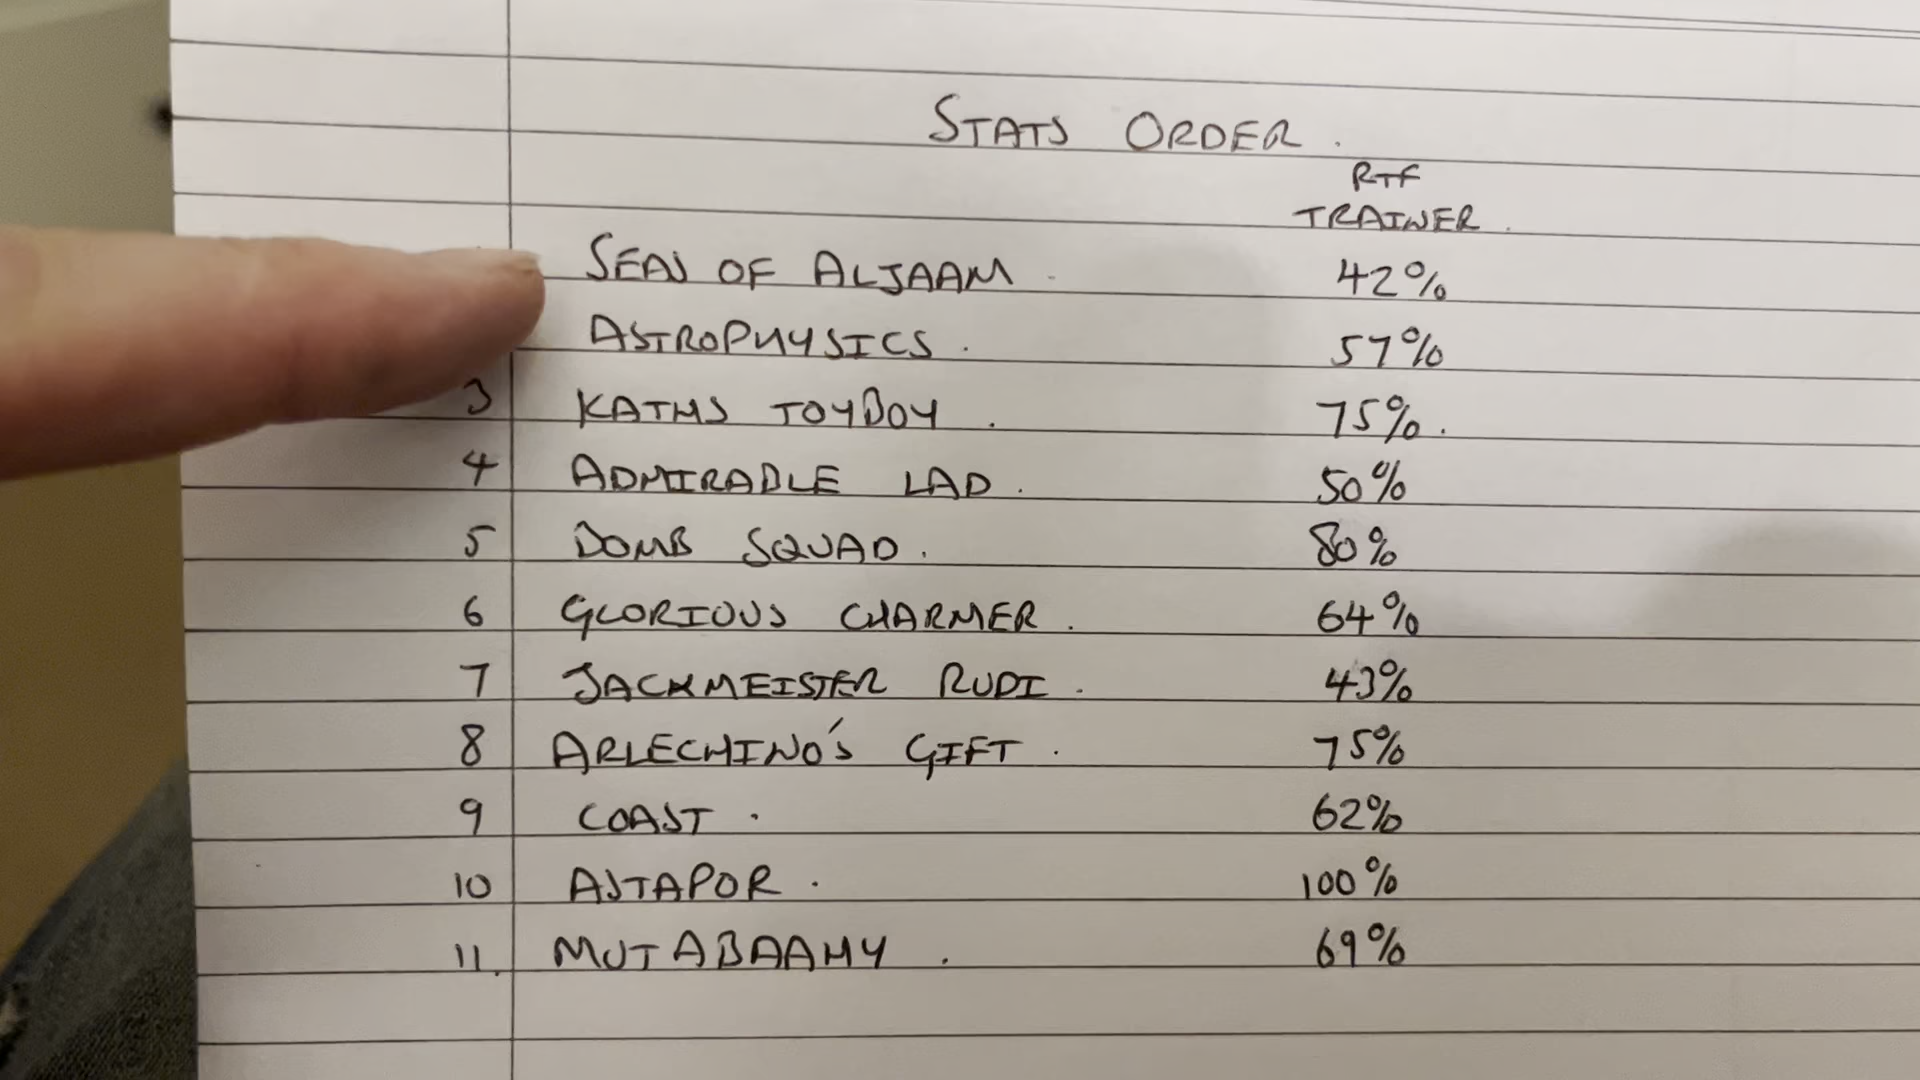 STATS ORDER.
RTF
TRAINER.
SEAS OF ALJAAM. 42%
ASTROPHYSICS. 57%
3 KATHS TOYBOY. 75%.
4 ADMIRABLE LAD. 50%
5 BOMB SQUAD. 80%
6 GLORIOUS CHARMER. 64%
7 JACKMEISTER RUDI. 43%
8 ARLECHINO'S GIFT. 75%
9 COAST. 62%
10 ASTAPOR. 100%
11. MUTABAAHY. 69%